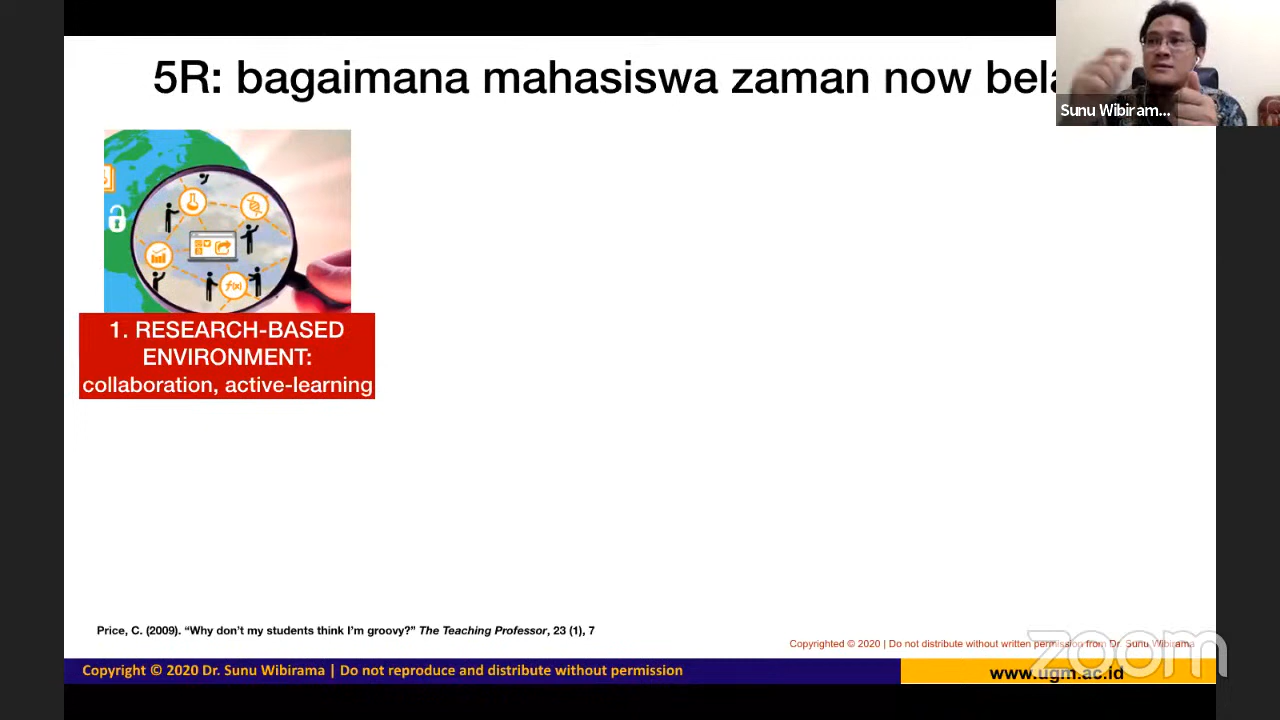 5R: bagaimana mahasiswa zaman now
Sunu Wibiram...
f(x)
1. RESEARCH-BASED
ENVIRONMENT:
collaboration, active-learning
Price, C. (2009). “Why don’t my students think I’m groovy?” The Teaching Professor, 23 (1), 7
Copyrighted © 2020 | Do not distribute without written permission from Dr. Sunu Wibirama
zoom
Copyright © 2020 Dr. Sunu Wibirama | Do not reproduce and distribute without permission
www.ugm.ac.id